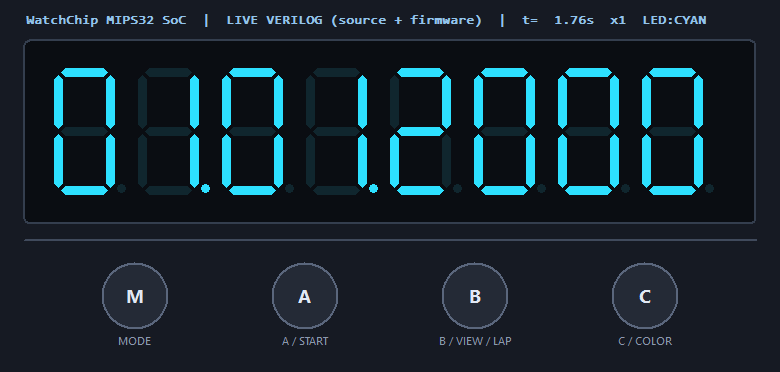 WatchChip MIPS32 SoC | LIVE VERILOG (source + firmware) | t= 1.76s x1 LED:CYAN
01.01.2000
M A B C
MODE A / START B / VIEW / LAP C / COLOR